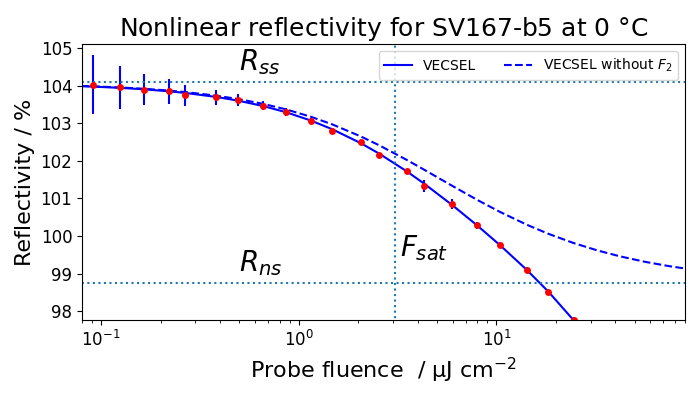 Nonlinear reflectivity for SV167-b5 at 0 °C
Reflectivity / %
105
104
103
102
101
100
99
98
R_ss
R_ns
F_sat
VECSEL
VECSEL without F_2
10^-1
10^0
10^1
Probe fluence / µJ cm^-2